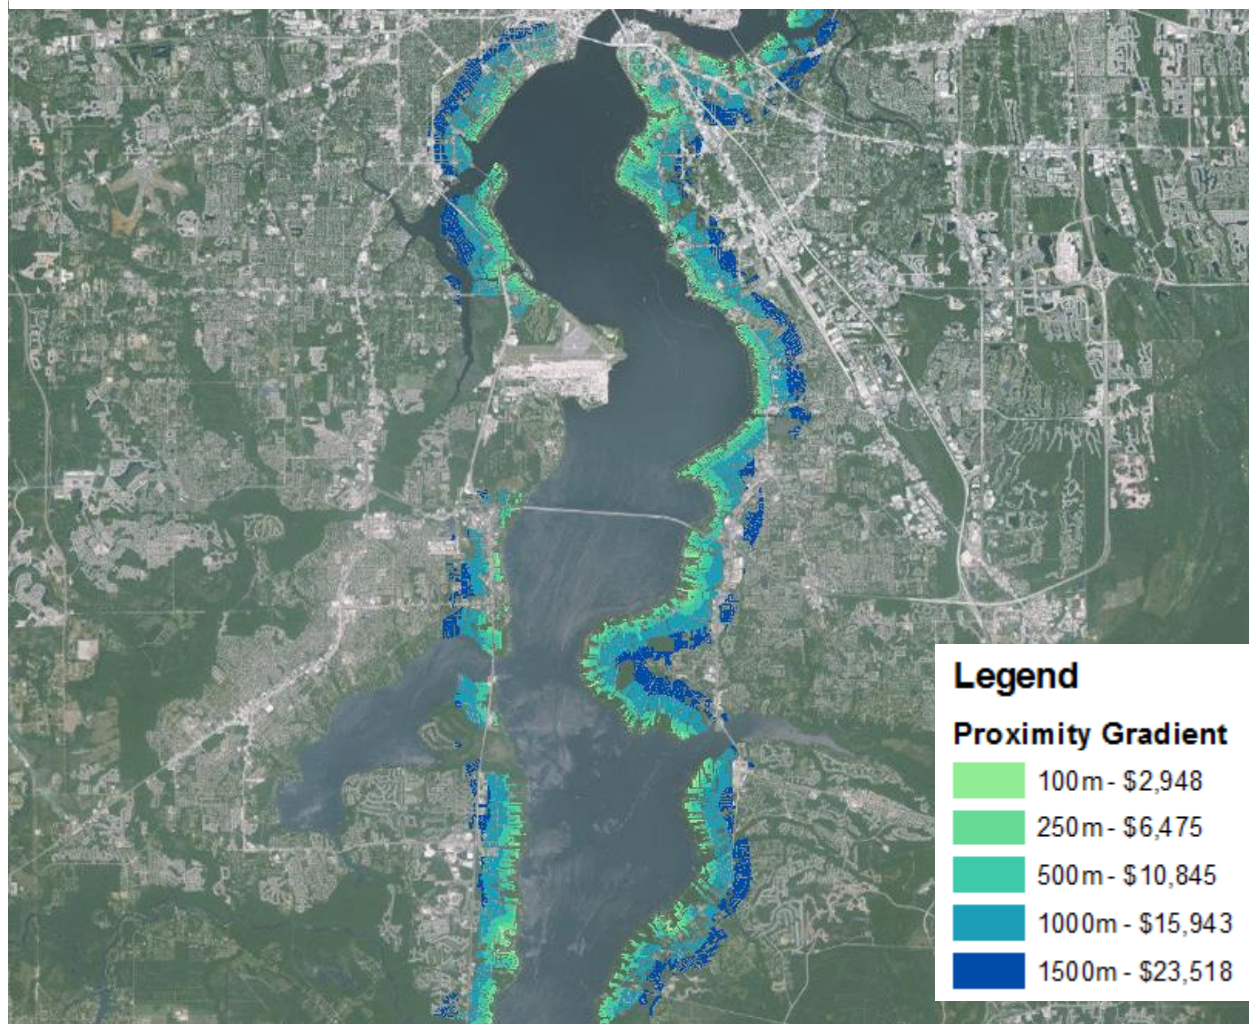 Legend
Proximity Gradient
100m - $2,948
250m - $6,475
500m - $10,845
1000m - $15,943
1500m - $23,518